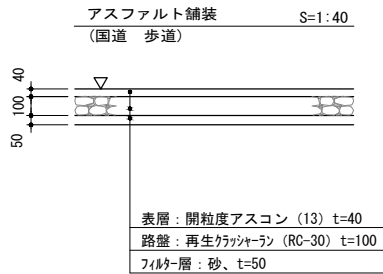 アスファルト舗装 S=1:40
(国道 歩道)
40
100
50
表層：開粒度アスコン (13) t=40
路盤：再生ｸﾗｯｼｬｰﾗﾝ (RC-30) t=100
ﾌｨﾙﾀｰ層：砂、t=50